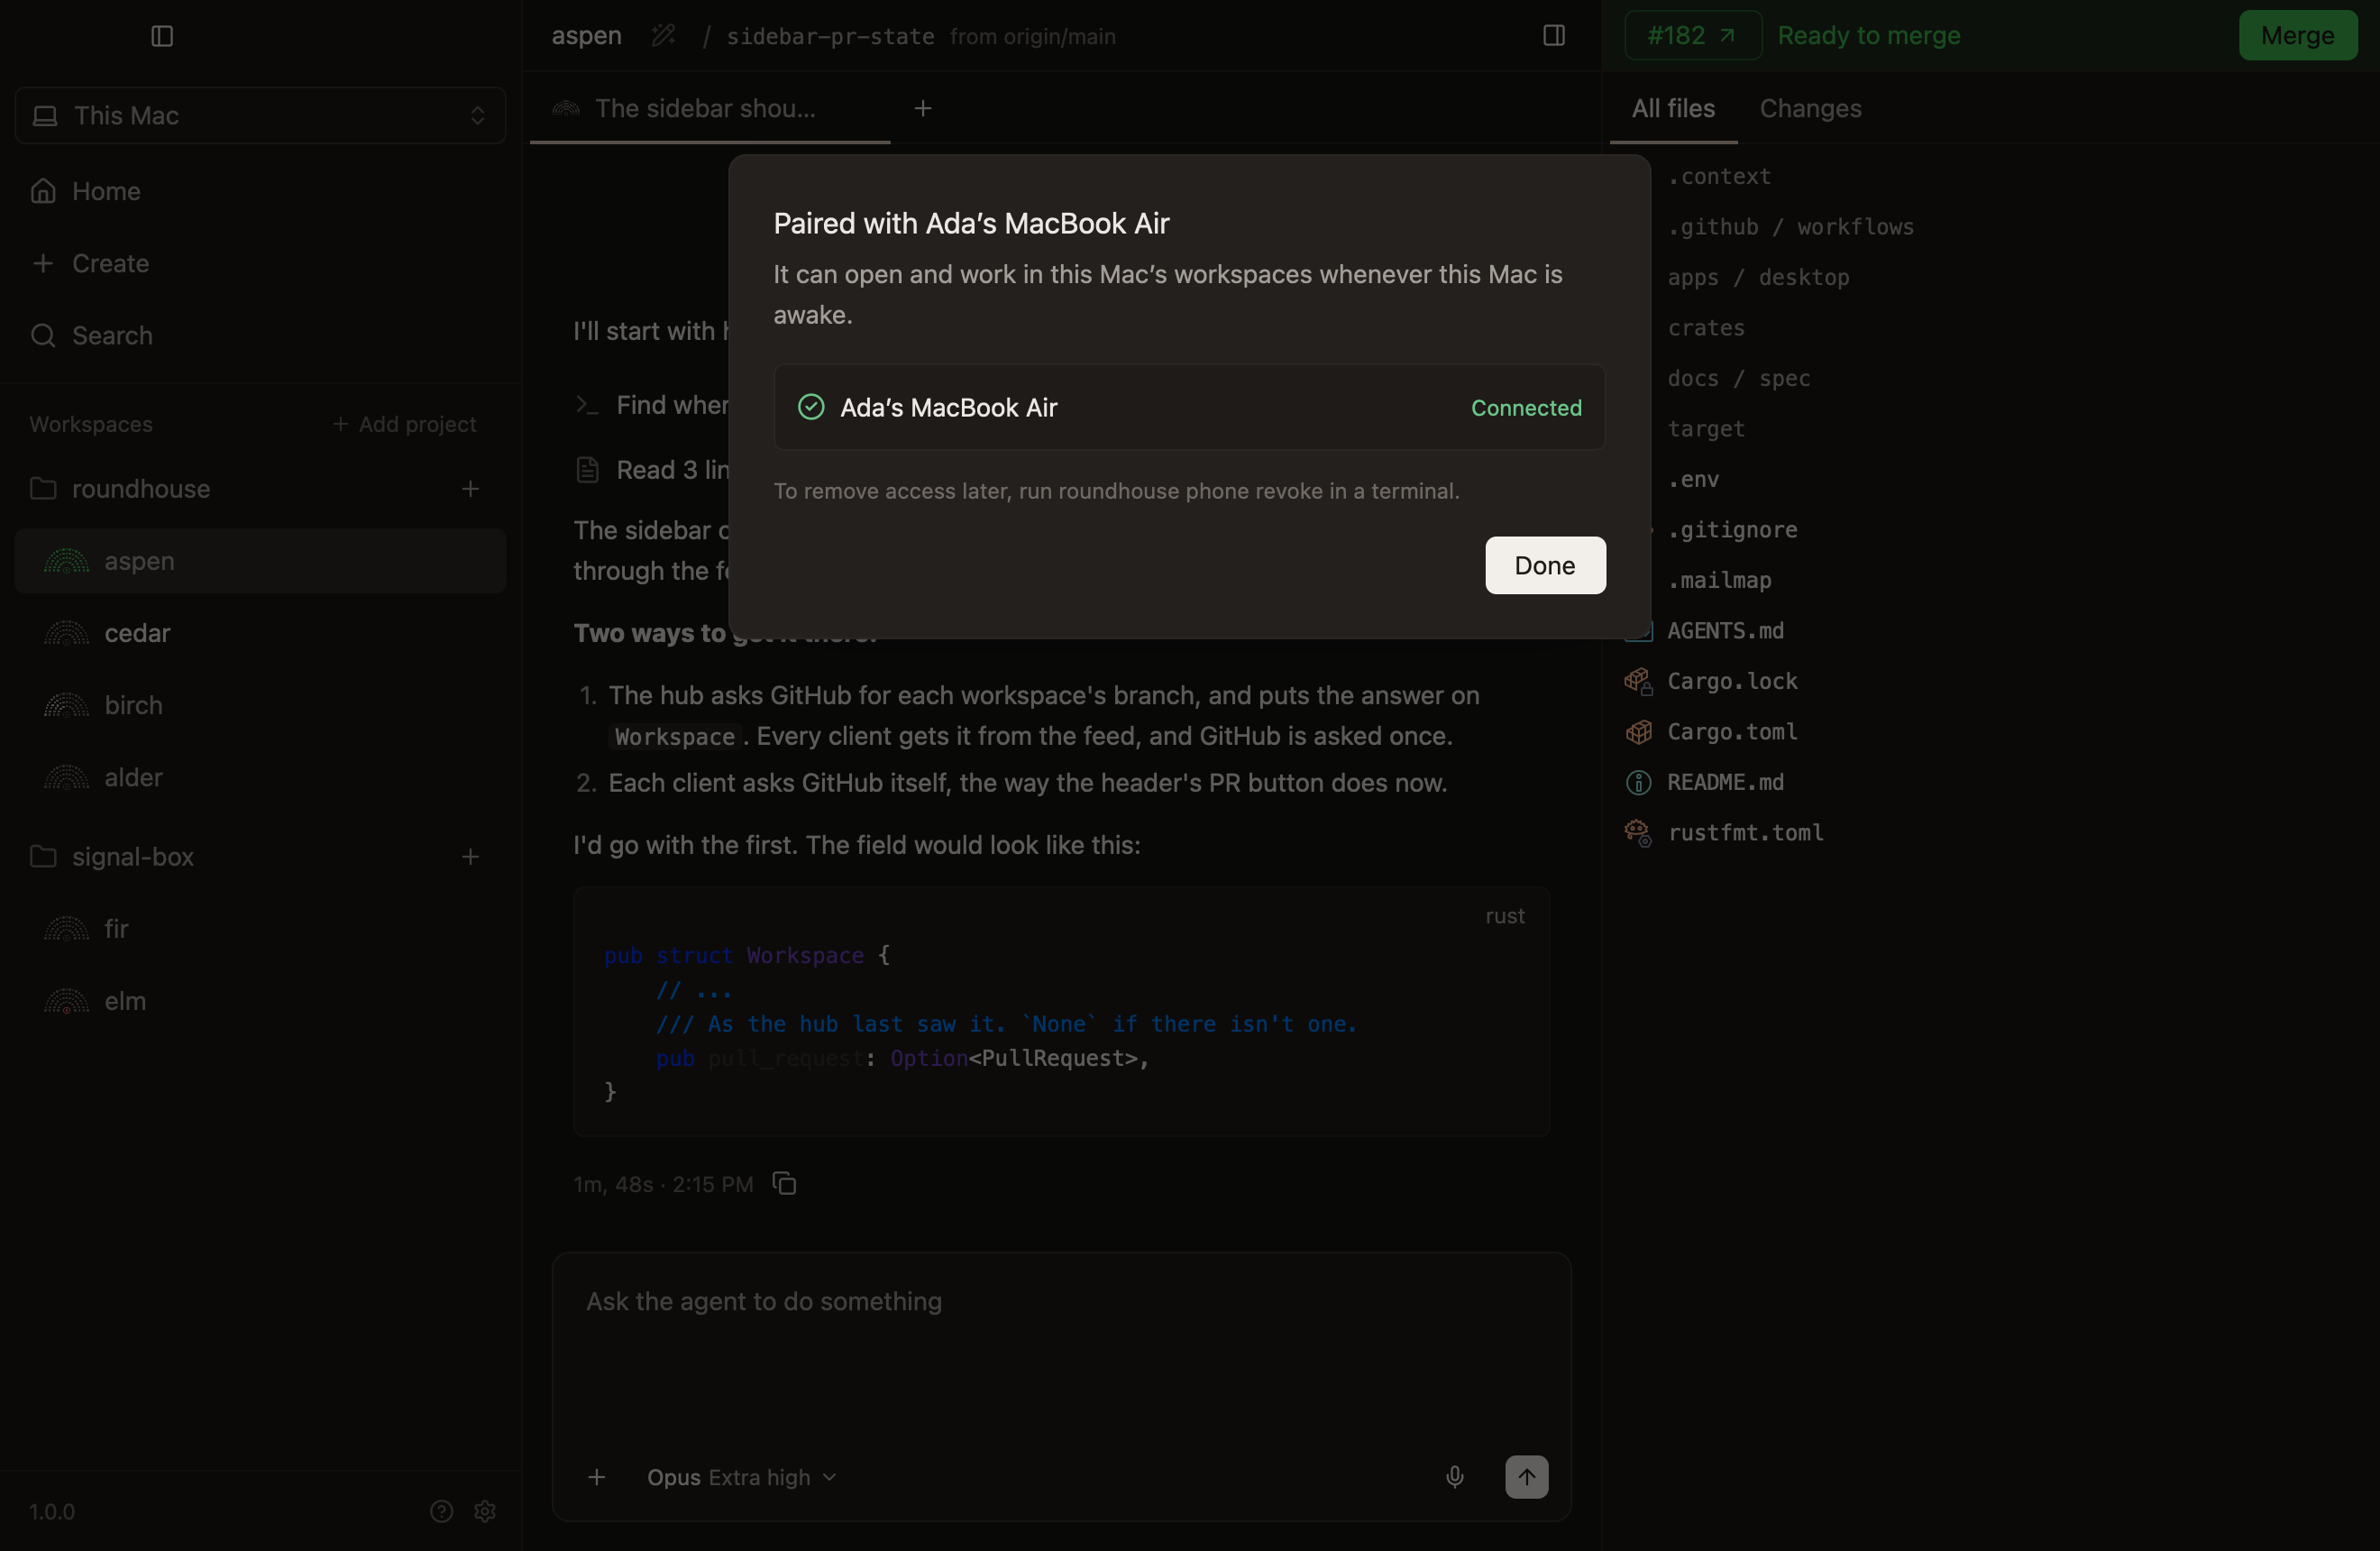 This Mac
Home
Create
Search
Workspaces
Add project
roundhouse
aspen
cedar
birch
alder
signal-box
fir
elm
1.0.0
aspen / sidebar-pr-state from origin/main
The sidebar shou...
I'll start with
Find
Read 3
The sidebar
through the
Two ways to get it there:
1. The hub asks GitHub for each workspace's branch, and puts the answer on
Workspace. Every client gets it from the feed, and GitHub is asked once.
2. Each client asks GitHub itself, the way the header's PR button does now.
I'd go with the first. The field would look like this:
rust
pub struct Workspace {
// ...
/// As the hub last saw it. `None` if there isn't one.
pub pull_request: Option<PullRequest>,
}
1m, 48s · 2:15 PM
Ask the agent to do something
Opus Extra high
Paired with Ada’s MacBook Air
It can open and work in this Mac’s workspaces whenever this Mac is
awake.
Ada’s MacBook Air Connected
To remove access later, run roundhouse phone revoke in a terminal.
Done
#182 Ready to merge
Merge
All files Changes
.context
.github / workflows
apps / desktop
crates
docs / spec
target
.env
.gitignore
.mailmap
AGENTS.md
Cargo.lock
Cargo.toml
README.md
rustfmt.toml